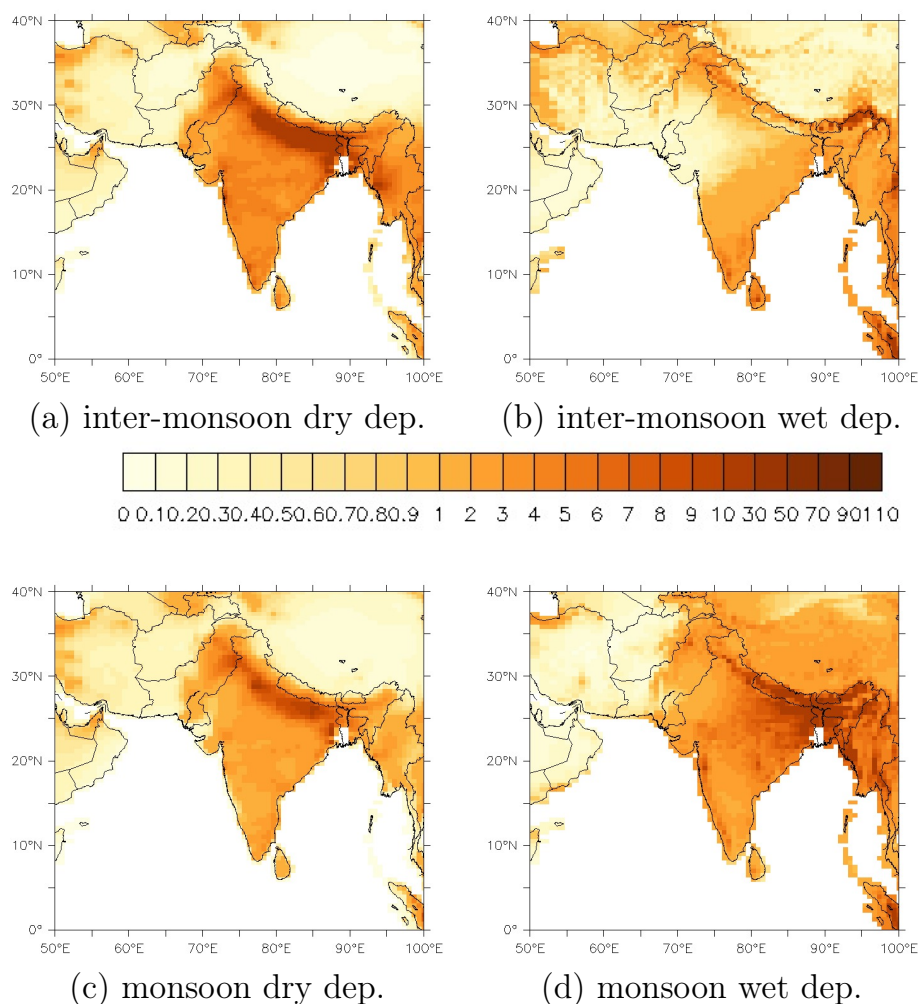 40°N
30°N
20°N
10°N
0°
50°E 60°E 70°E 80°E 90°E 100°E
(a) inter-monsoon dry dep.
40°N
30°N
20°N
10°N
0°
50°E 60°E 70°E 80°E 90°E 100°E
(b) inter-monsoon wet dep.
0 0.1 0.2 0.3 0.4 0.5 0.6 0.7 0.8 0.9 1 2 3 4 5 6 7 8 9 10 30 50 70 90 110
40°N
30°N
20°N
10°N
0°
50°E 60°E 70°E 80°E 90°E 100°E
(c) monsoon dry dep.
40°N
30°N
20°N
10°N
0°
50°E 60°E 70°E 80°E 90°E 100°E
(d) monsoon wet dep.